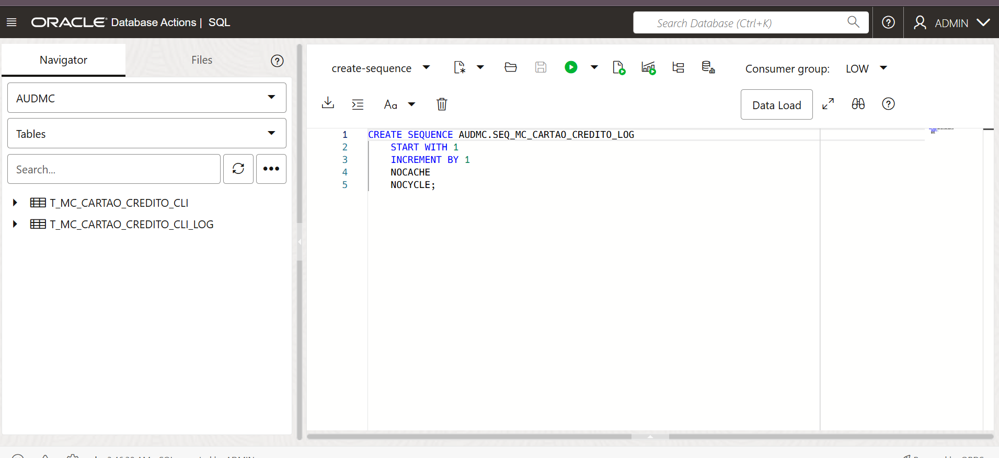 ORACLE Database Actions | SQL
Search Database (Ctrl+K)
ADMIN
Navigator
Files
AUDMC
Tables
Search...
T_MC_CARTAO_CREDITO_CLI
T_MC_CARTAO_CREDITO_CLI_LOG
create-sequence
Consumer group: LOW
Aa
Data Load
1 CREATE SEQUENCE AUDMC.SEQ_MC_CARTAO_CREDITO_LOG
2 START WITH 1
3 INCREMENT BY 1
4 NOCACHE
5 NOCYCLE;